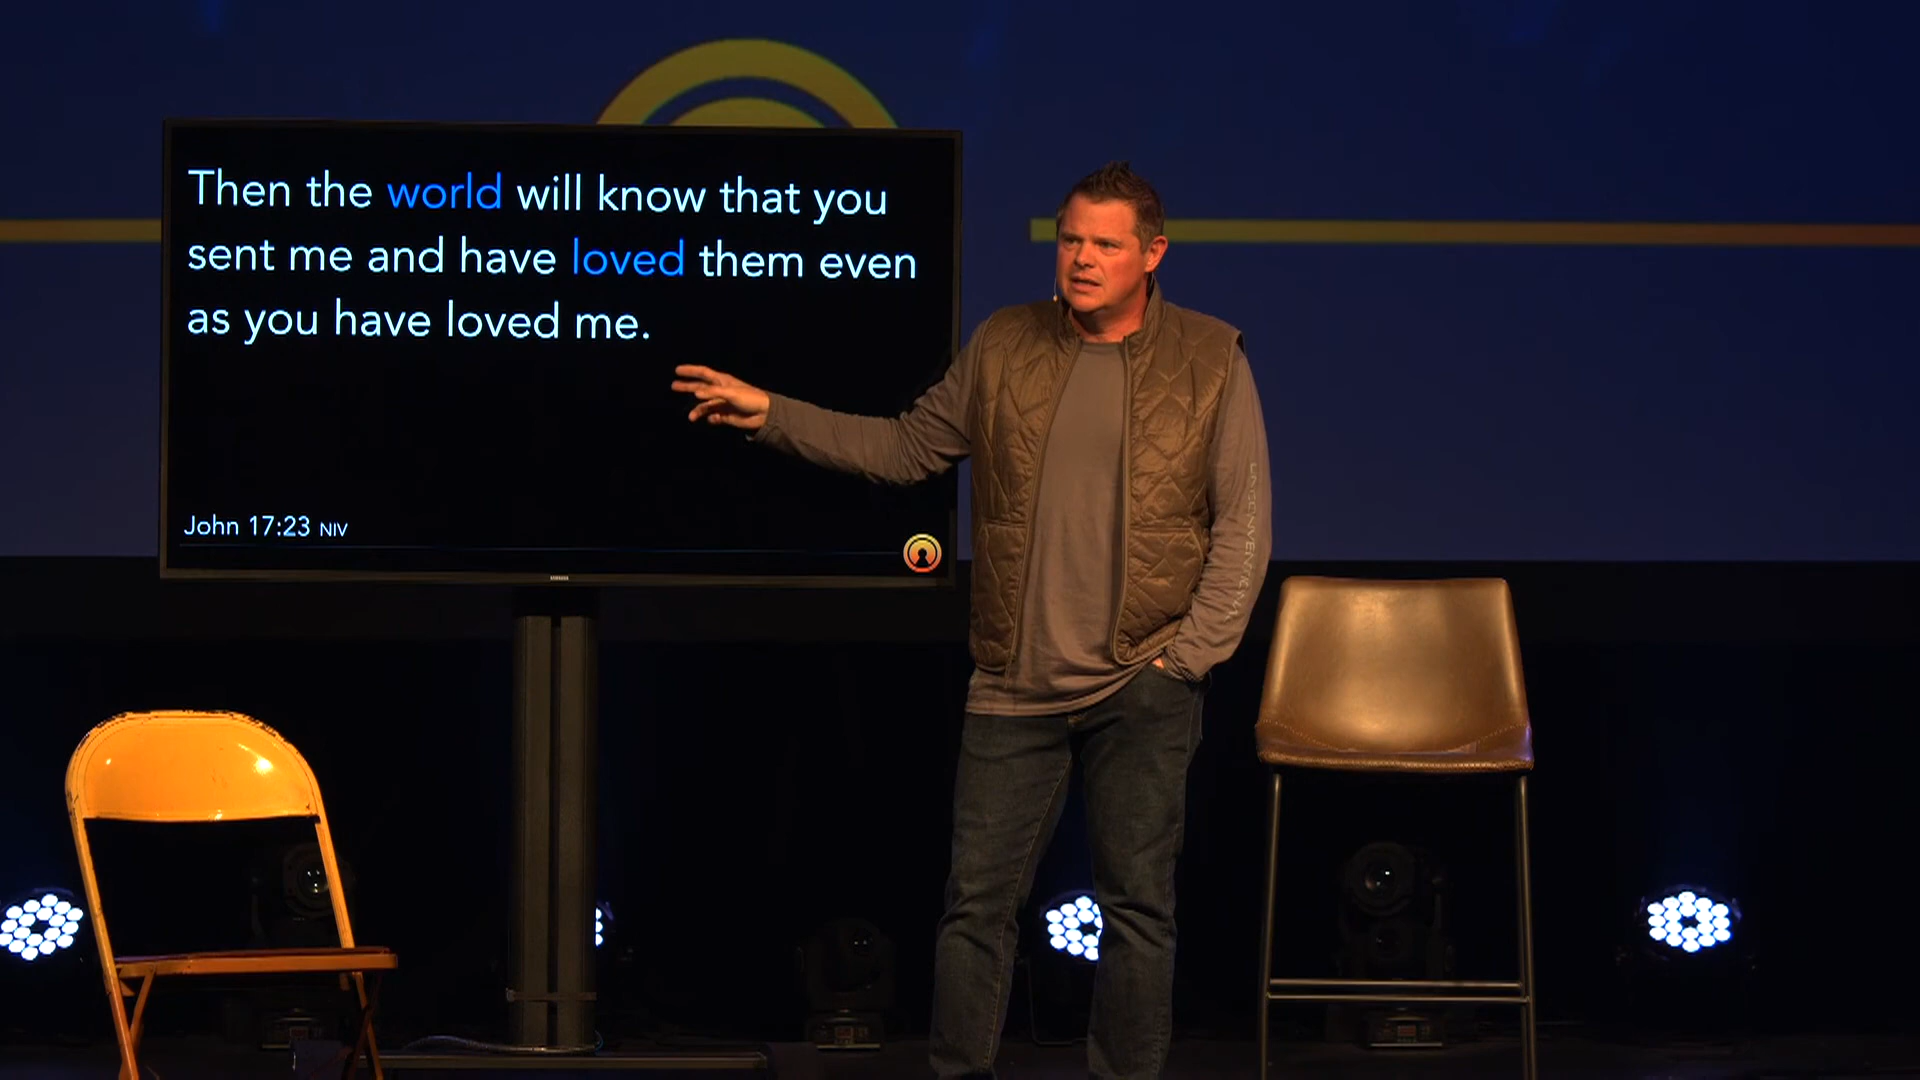 Then the world will know that you
sent me and have loved them even
as you have loved me.
John 17:23 NIV